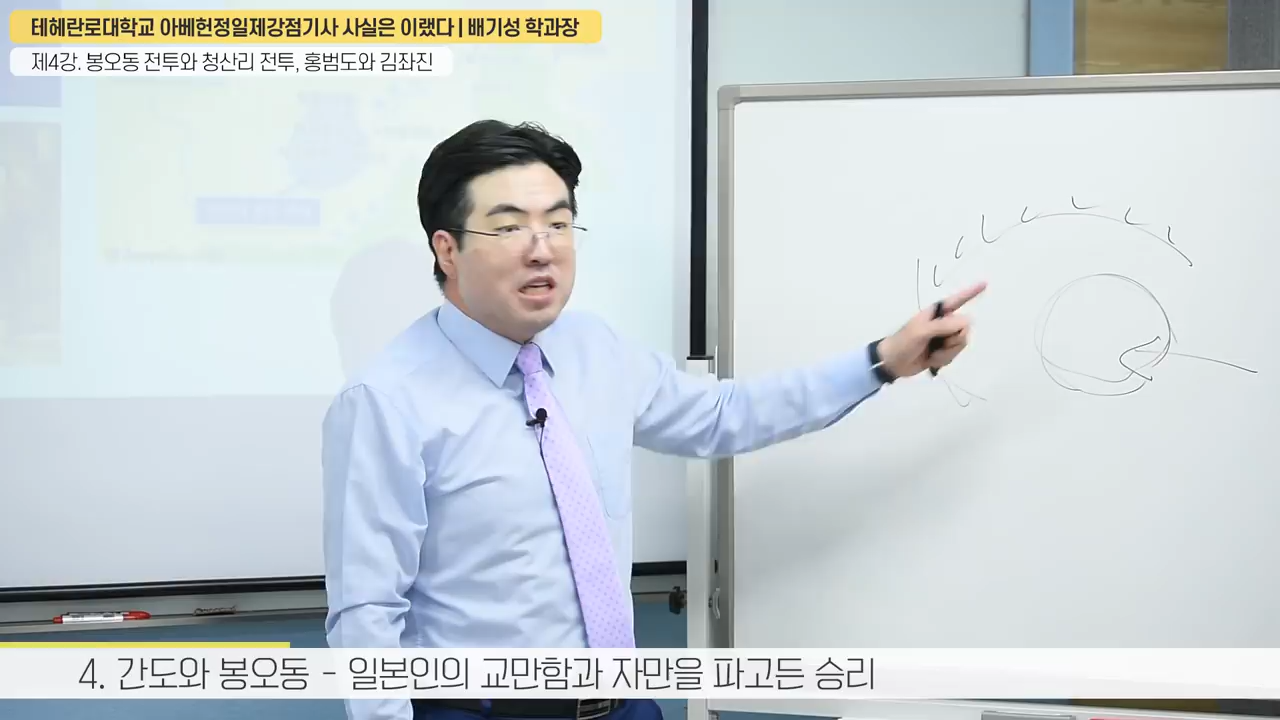 테헤란로대학교 아베헌정일제강점기사 사실은 이랬다 | 배기성 학과장
제4강. 봉오동 전투와 청산리 전투, 홍범도와 김좌진
4. 간도와 봉오동 - 일본인의 교만함과 자만을 파고든 승리